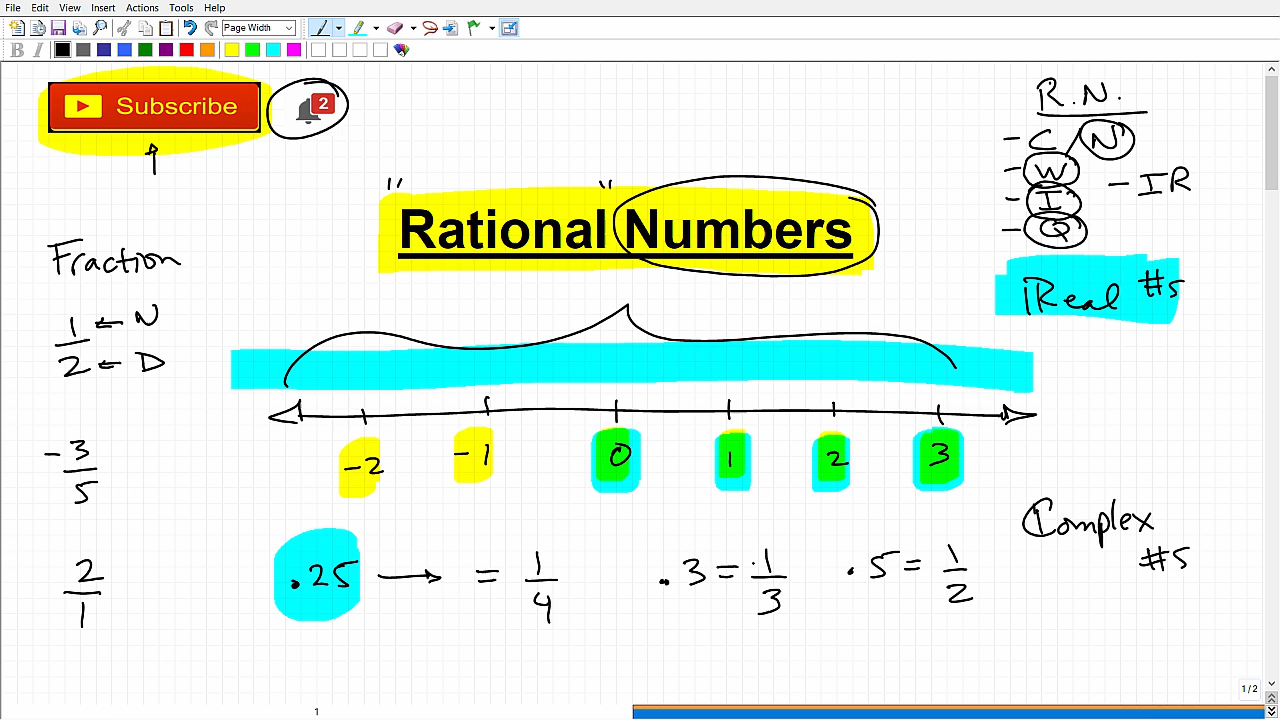 File Edit View Insert Actions Tools Help
Page Width
B I
Subscribe
2
R.N.
- C N
- W
- I - IR
- Q
" "
Rational Numbers
Fraction
Real #s
1 ← N
2 ← D
-2 -1 0 1 2 3
- 3
5
Complex
#s
2
1
.25 → = 1/4 .3 = 1/3 .5 = 1/2
1/2
1